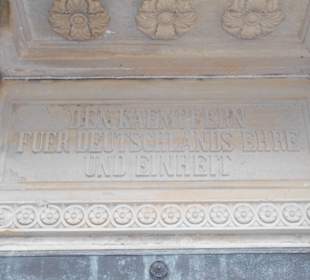 DEN KAEMPFERN
FUER DEUTSCHLANDS EHRE
UND EINHEIT